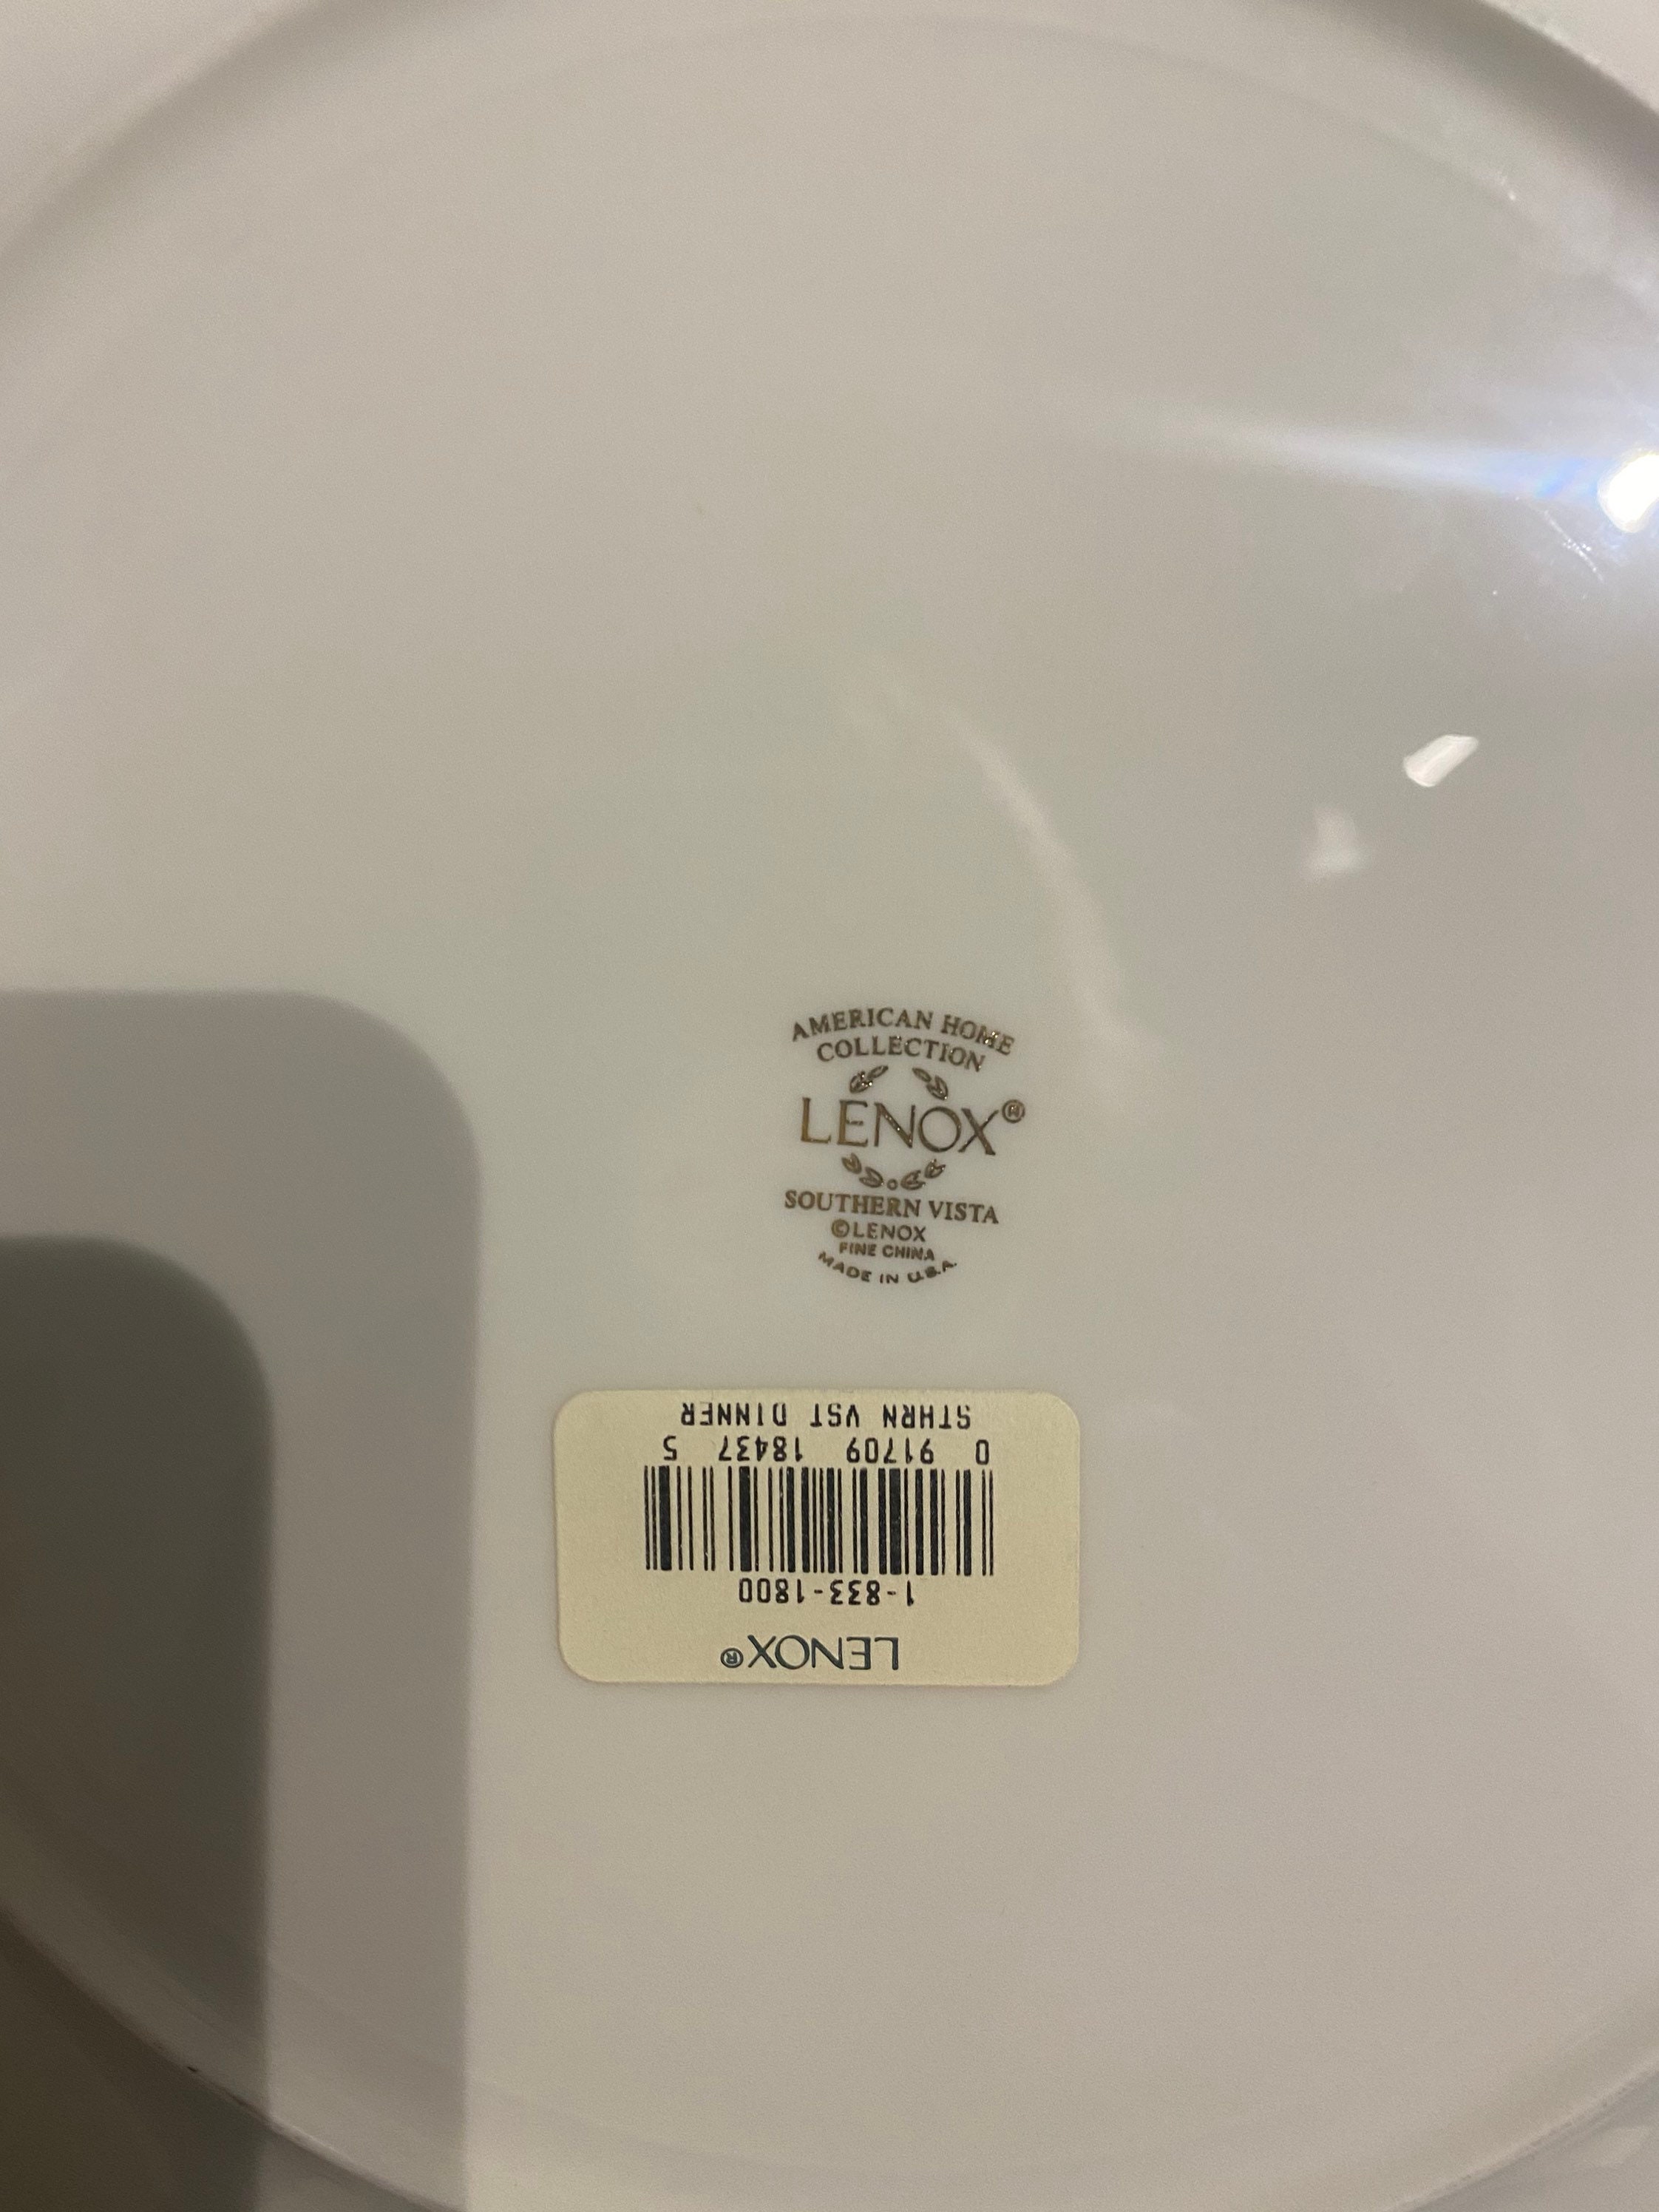 AMERICAN HOME
COLLECTION
LENOX®
SOUTHERN VISTA
©LENOX
FINE CHINA
MADE IN U.S.A.
LENOX®
1-833-1800
0 91709 18437 5
STHRN VST DINNER